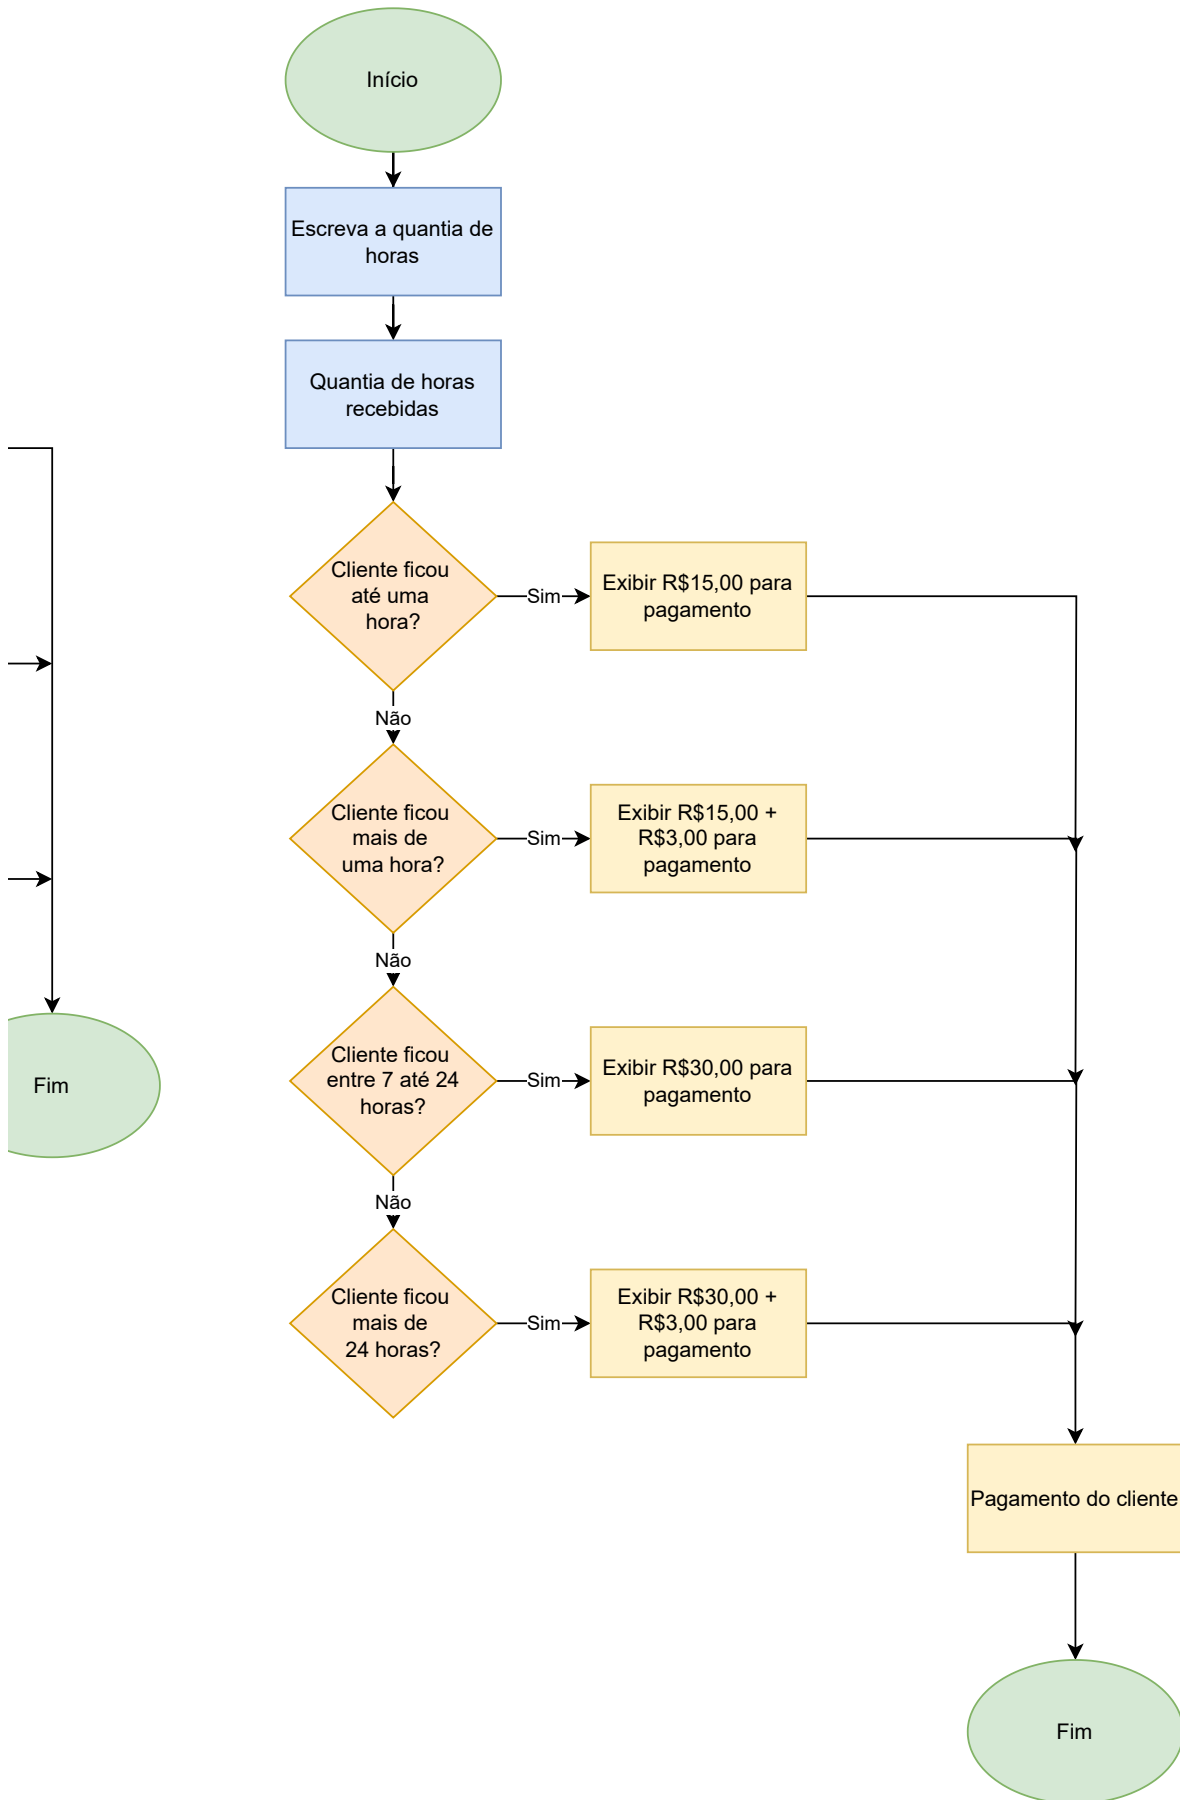 Início
Escreva a quantia de
horas
Quantia de horas
recebidas
Cliente ficou
até uma
hora?
Sim
Exibir R$15,00 para
pagamento
Não
Cliente ficou
mais de
uma hora?
Sim
Exibir R$15,00 +
R$3,00 para
pagamento
Não
Cliente ficou
entre 7 até 24
horas?
Sim
Exibir R$30,00 para
pagamento
Fim
Não
Cliente ficou
mais de
24 horas?
Sim
Exibir R$30,00 +
R$3,00 para
pagamento
Pagamento do cliente
Fim